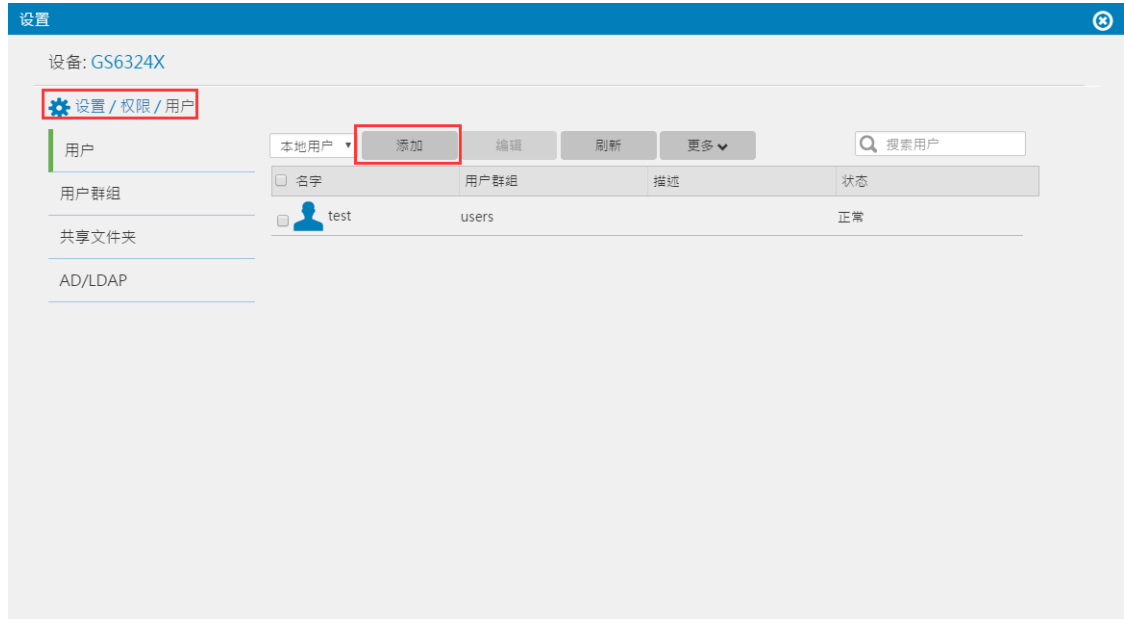 设置
设备: GS6324X
设置 / 权限 / 用户
用户
用户群组
共享文件夹
AD/LDAP
本地用户 添加 编辑 刷新 更多 搜索用户
名字 用户群组 描述 状态
test users 正常